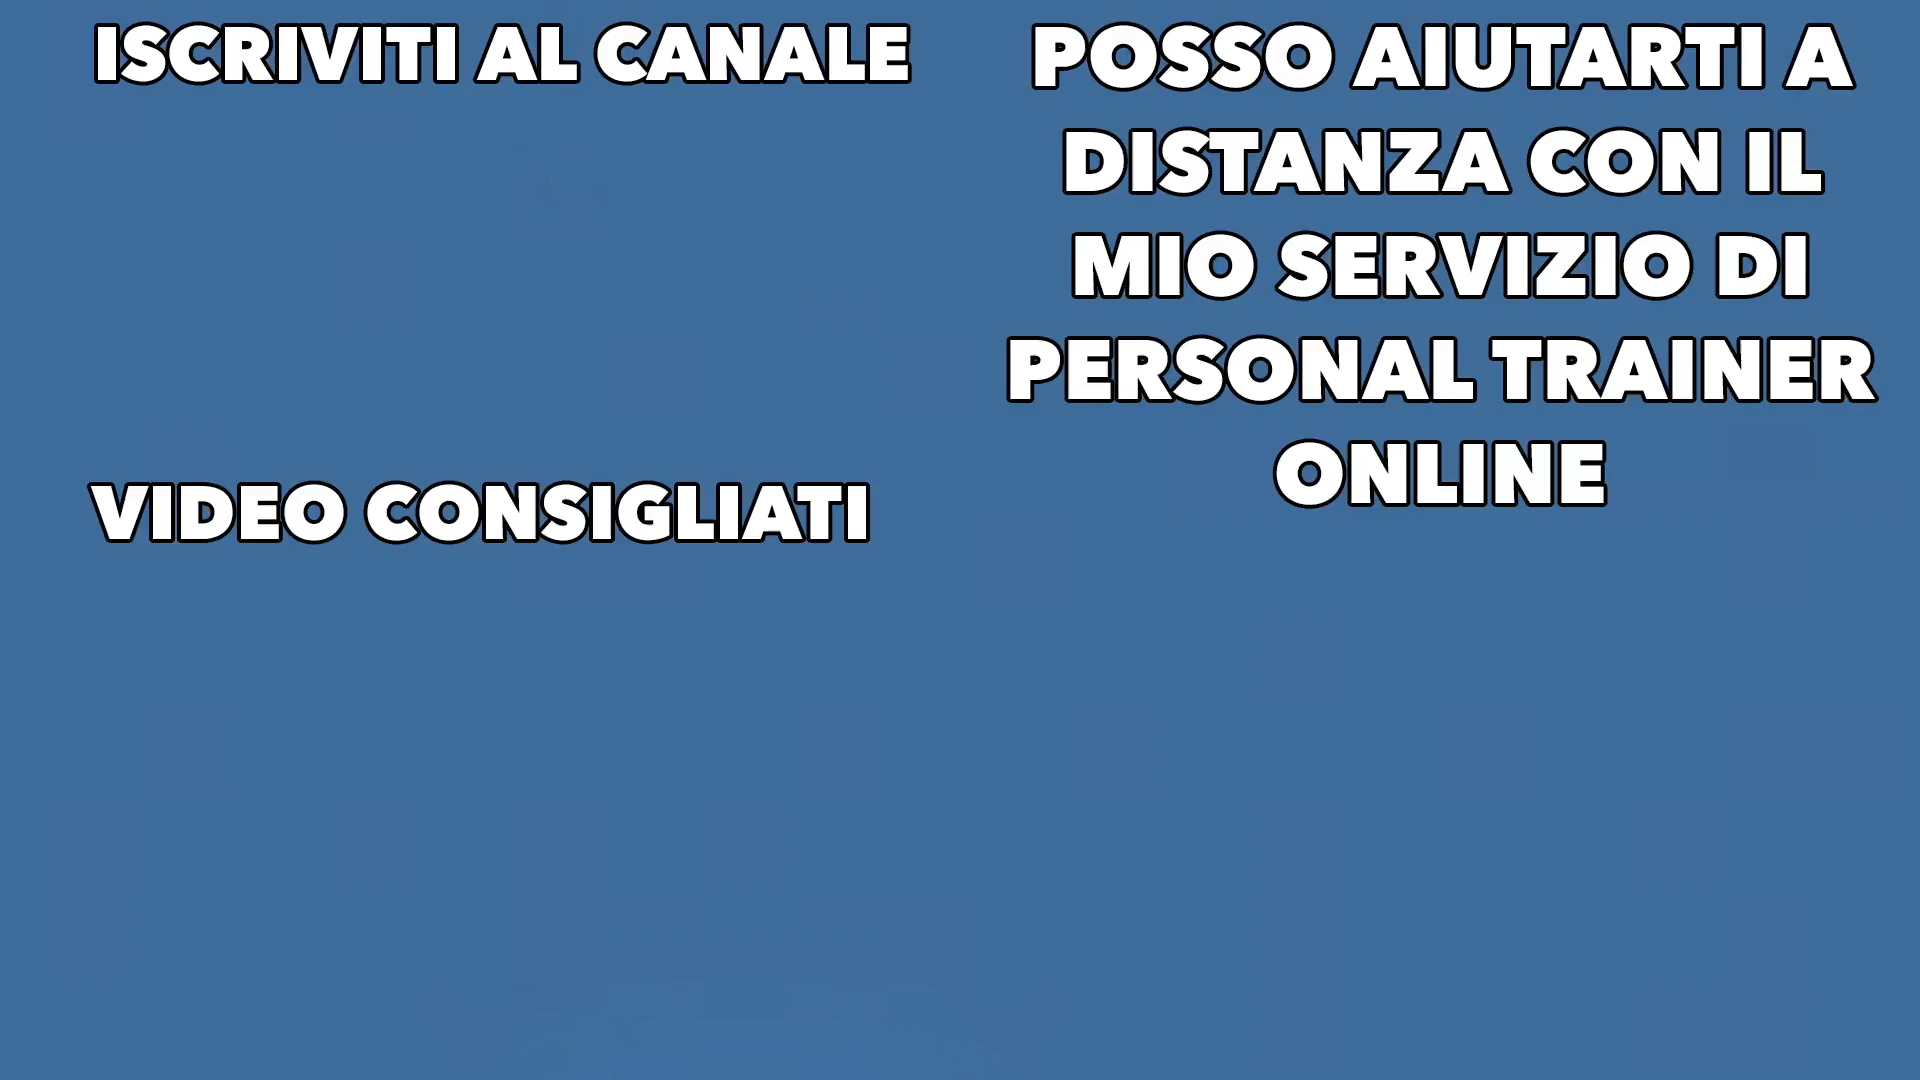 ISCRIVITI AL CANALE
VIDEO CONSIGLIATI
POSSO AIUTARTI A
DISTANZA CON IL
MIO SERVIZIO DI
PERSONAL TRAINER
ONLINE